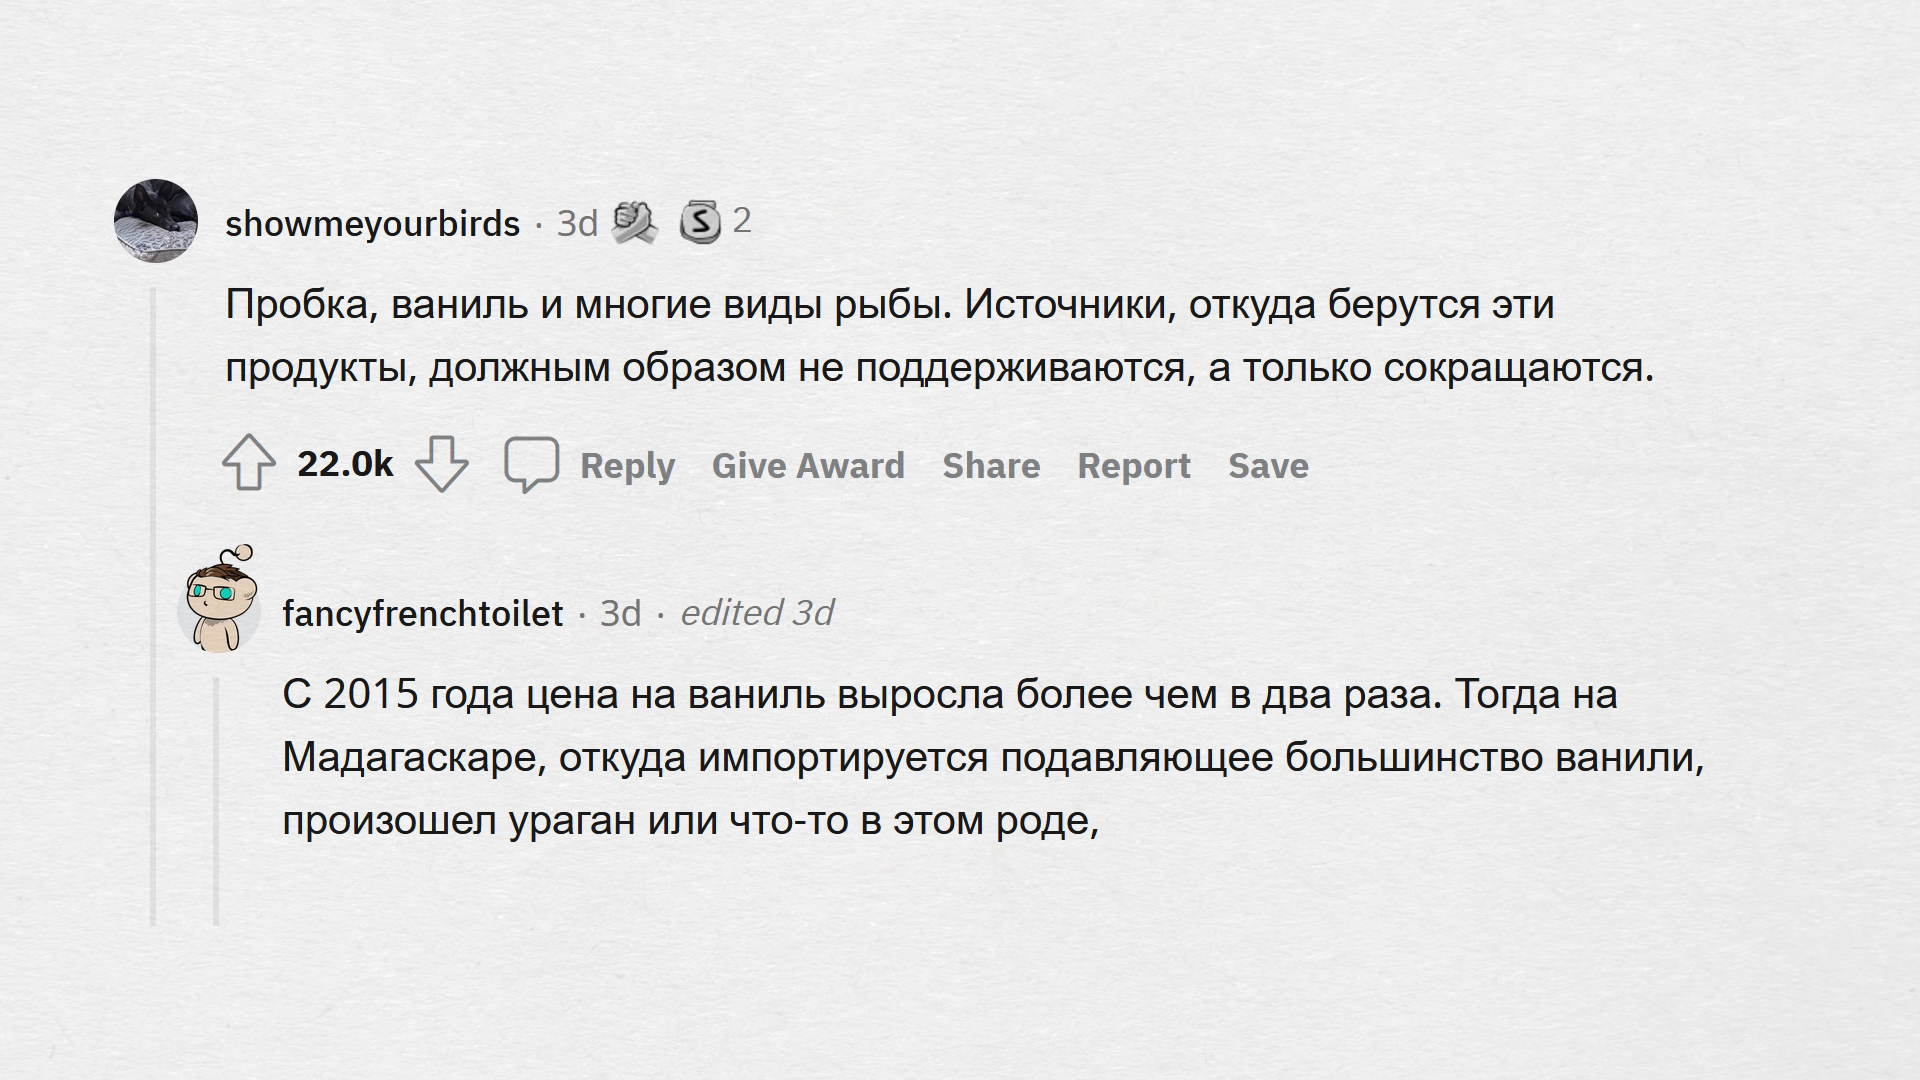 showmeyourbirds · 3d 2
Пробка, ваниль и многие виды рыбы. Источники, откуда берутся эти
продукты, должным образом не поддерживаются, а только сокращаются.
22.0k Reply Give Award Share Report Save
fancyfrenchtoilet · 3d · edited 3d
С 2015 года цена на ваниль выросла более чем в два раза. Тогда на
Мадагаскаре, откуда импортируется подавляющее большинство ванили,
произошел ураган или что-то в этом роде,